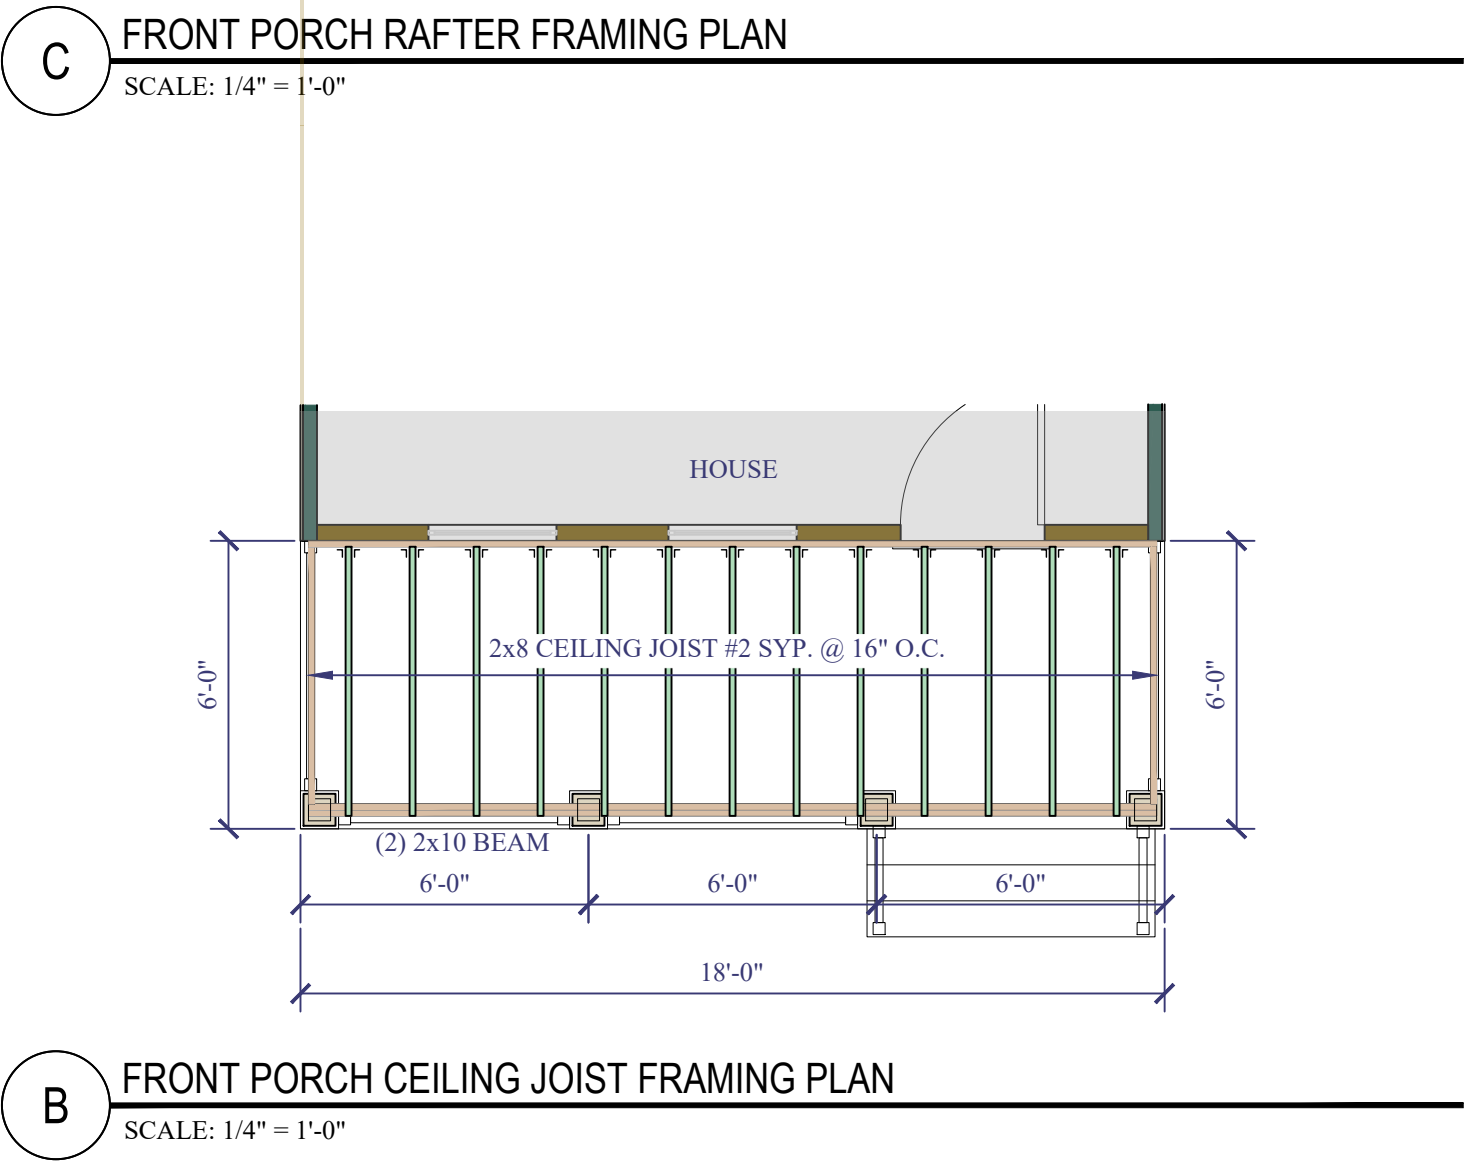 C
FRONT PORCH RAFTER FRAMING PLAN
SCALE: 1/4" = 1'-0"
HOUSE
2x8 CEILING JOIST #2 SYP. @ 16" O.C.
6'-0"
6'-0"
(2) 2x10 BEAM
6'-0"
6'-0"
6'-0"
18'-0"
B
FRONT PORCH CEILING JOIST FRAMING PLAN
SCALE: 1/4" = 1'-0"